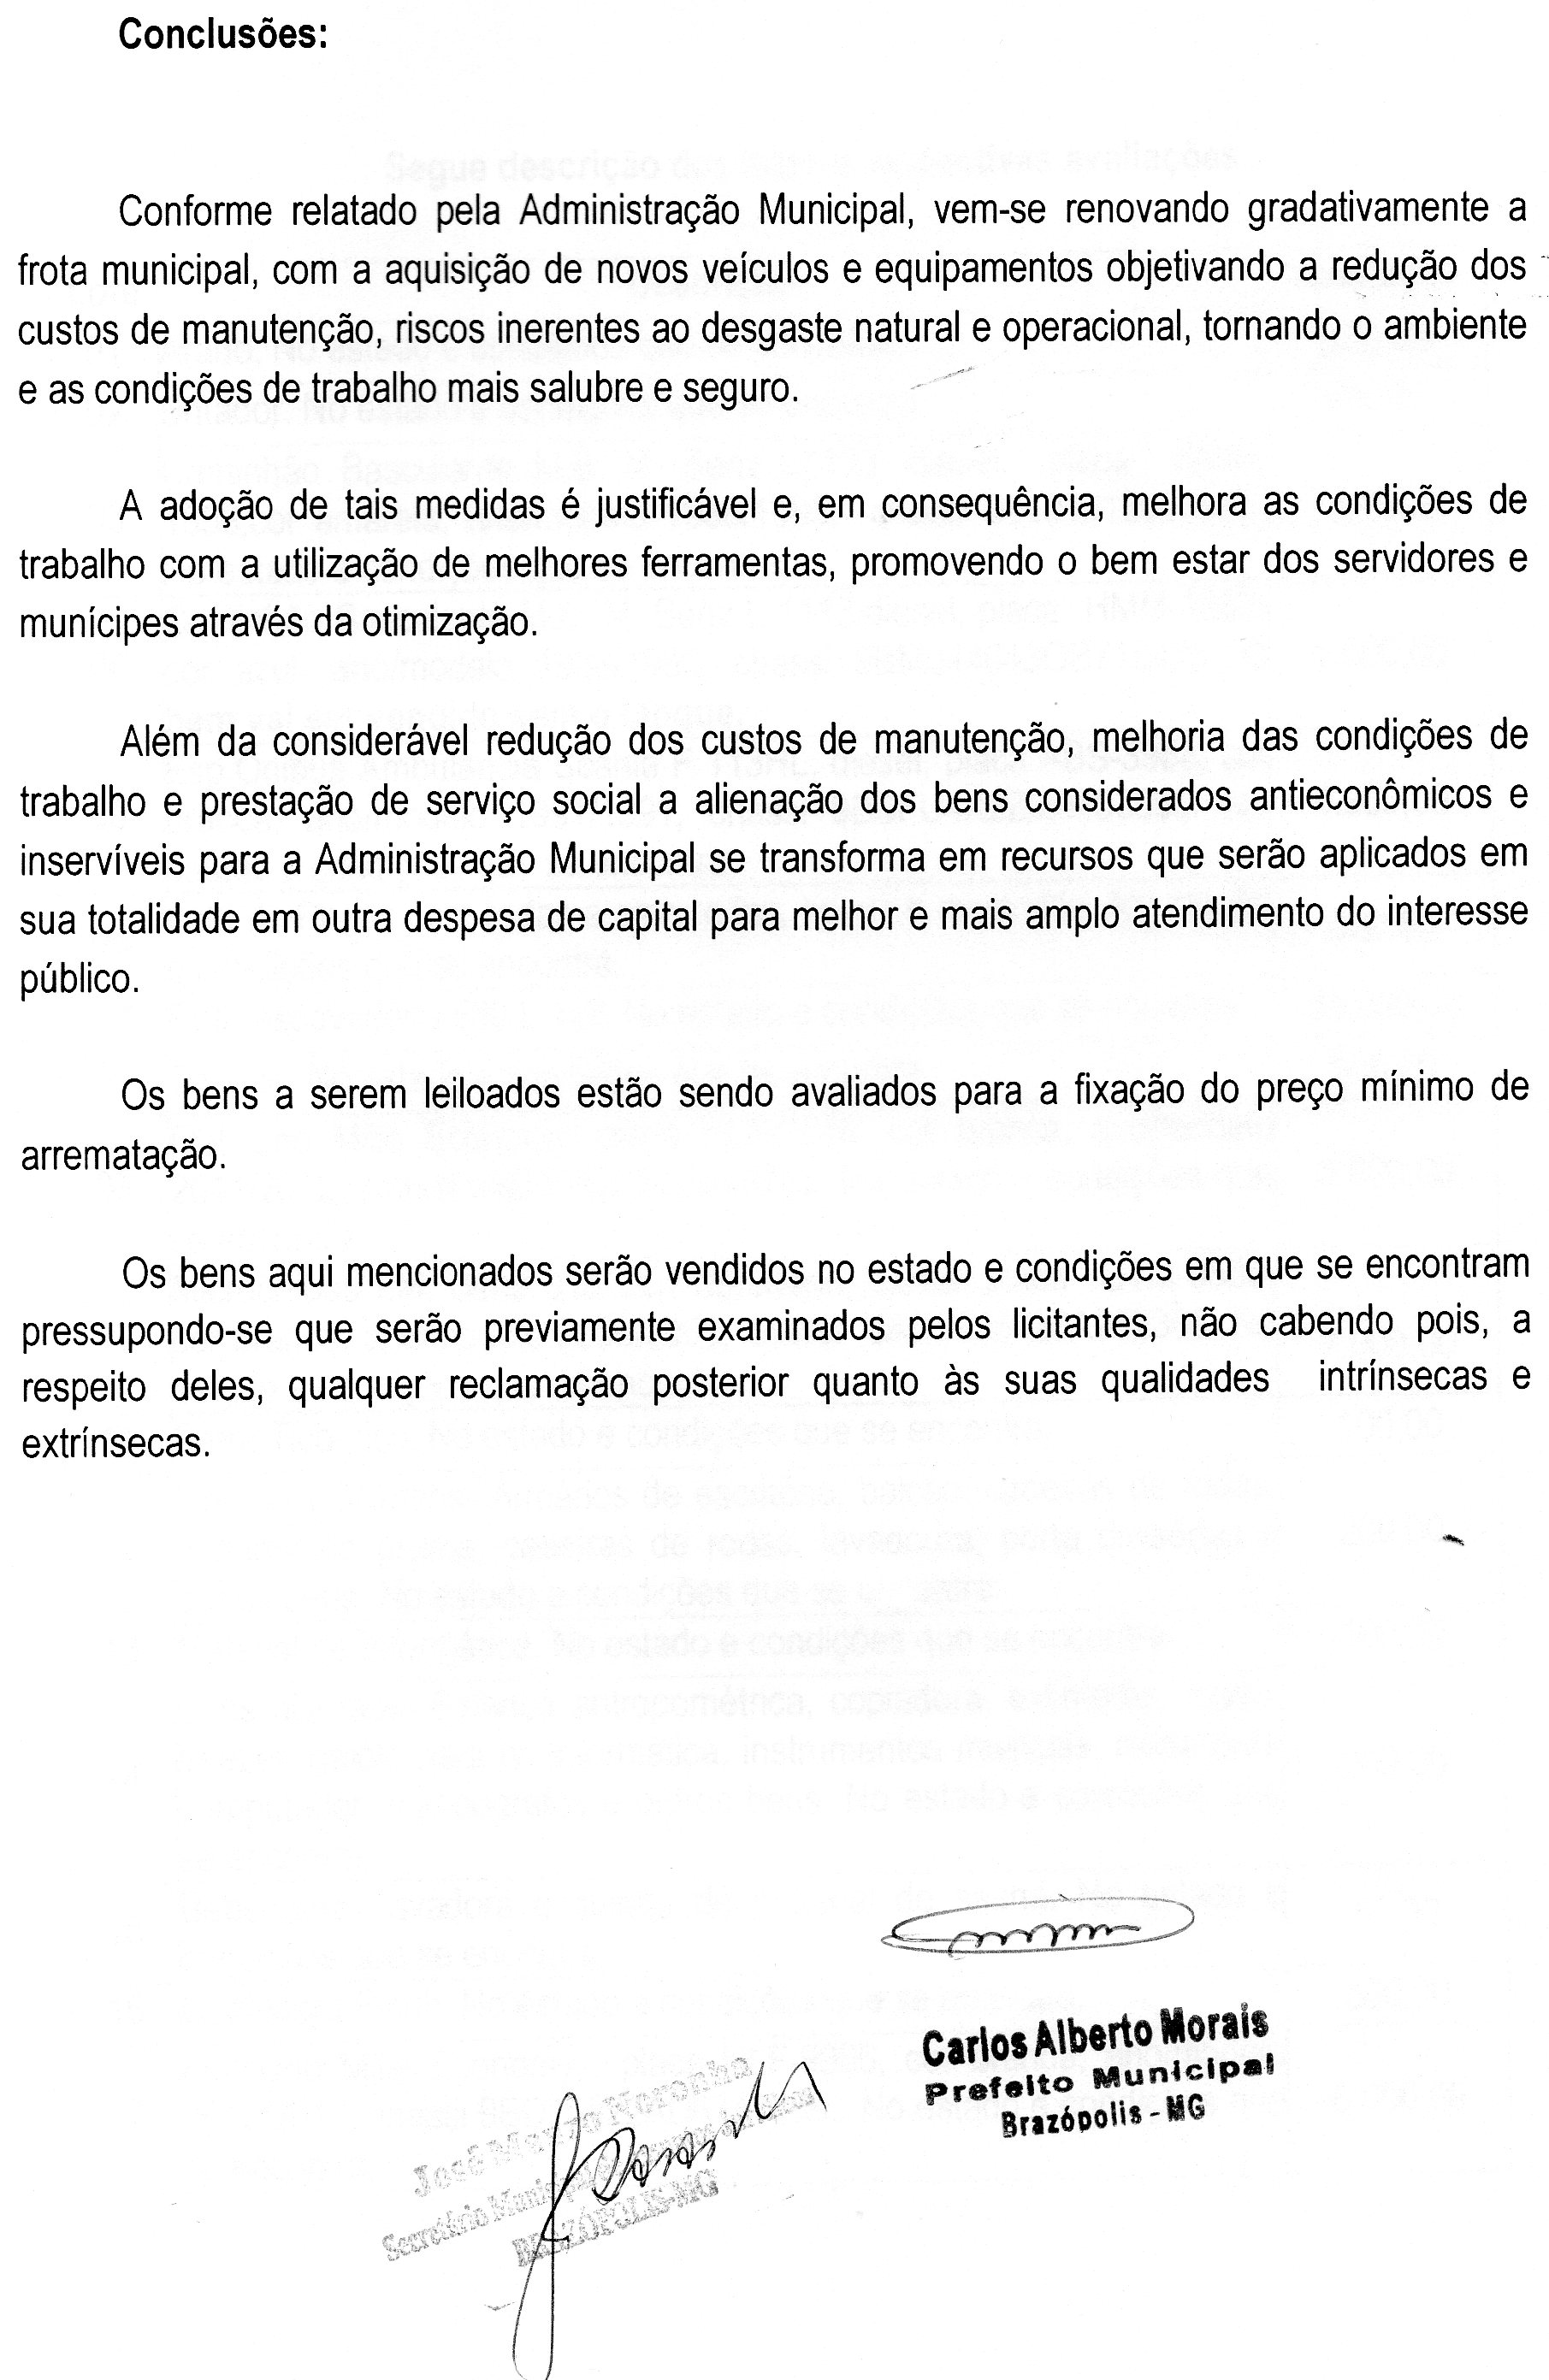 Conclusões:
Segue descrição
Conforme relatado pela Administração Municipal, vem-se renovando gradativamente a
frota municipal, com a aquisição de novos veículos e equipamentos objetivando a redução dos
custos de manutenção, riscos inerentes ao desgaste natural e operacional, tornando o ambiente
e as condições de trabalho mais salubre e seguro.
A adoção de tais medidas é justificável e, em consequência, melhora as condições de
trabalho com a utilização de melhores ferramentas, promovendo o bem estar dos servidores e
munícipes através da otimização.
Além da considerável redução dos custos de manutenção, melhoria das condições de
trabalho e prestação de serviço social a alienação dos bens considerados antieconômicos e
inservíveis para a Administração Municipal se transforma em recursos que serão aplicados em
sua totalidade em outra despesa de capital para melhor e mais amplo atendimento do interesse
público.
Os bens a serem leiloados estão sendo avaliados para a fixação do preço mínimo de
arrematação.
Os bens aqui mencionados serão vendidos no estado e condições em que se encontram
pressupondo-se que serão previamente examinados pelos licitantes, não cabendo pois, a
respeito deles, qualquer reclamação posterior quanto às suas qualidades intrínsecas e
extrínsecas.
Carlos Alberto Morais
Prefeito Municipal
Brazópolis - MG
José Noronha
Secretário
BRAZÓPOLIS-MG